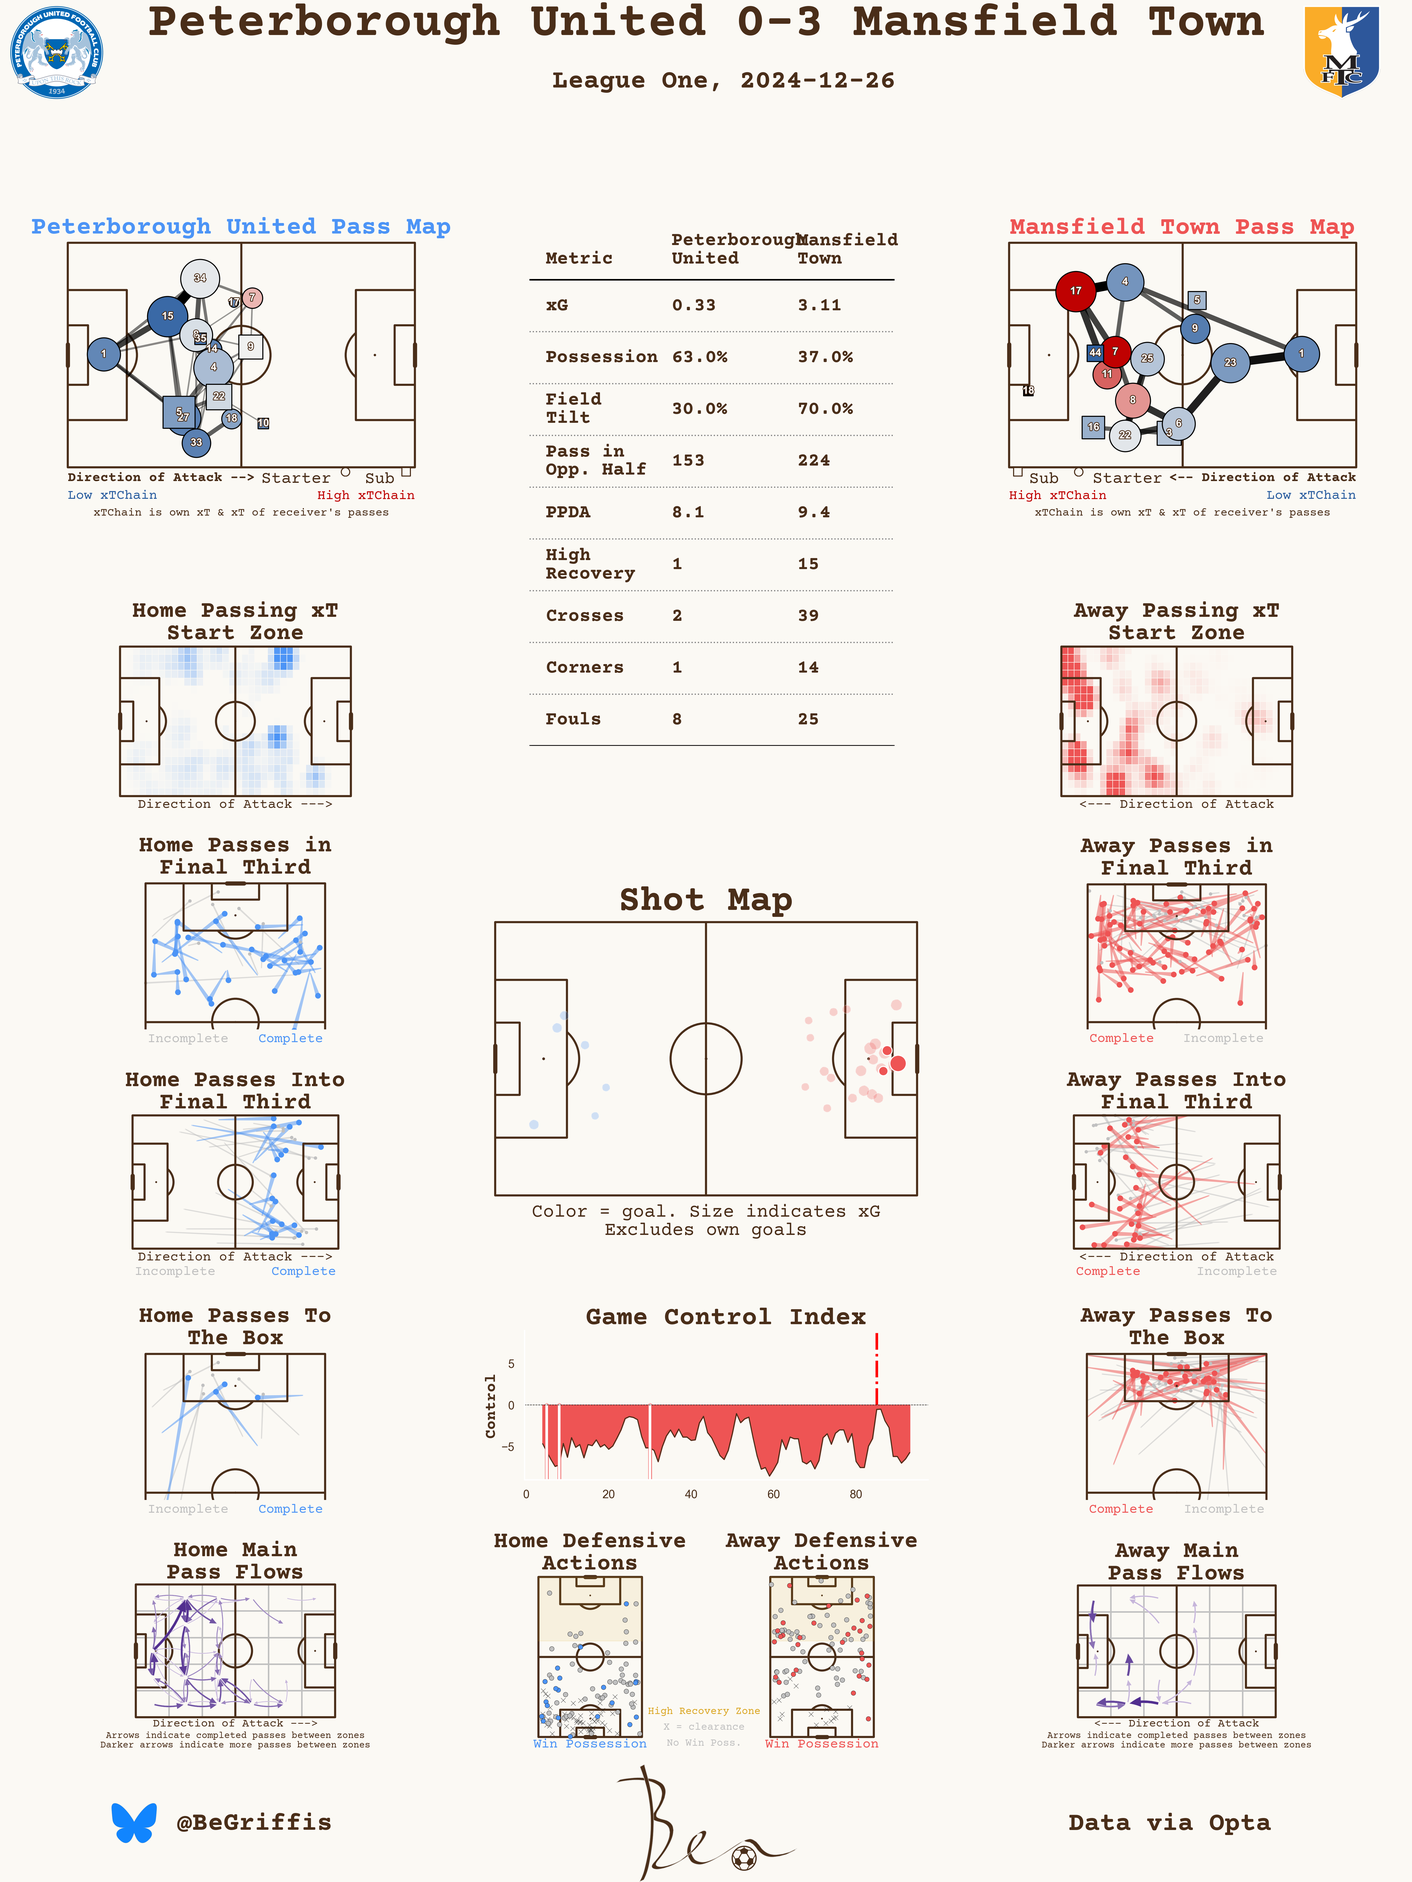 Peterborough United 0-3 Mansfield Town
League One, 2024-12-26
PETERBOROUGH UNITED FOOTBALL CLUB
1934
M
F T C
Peterborough United Pass Map
34
17
7
15
35
14
9
1
4
22
5
27
18
10
33
Direction of Attack --> Starter Sub
Low xTChain High xTChain
xTChain is own xT & xT of receiver's passes
Metric Peterborough United Mansfield Town
xG 0.33 3.11
Possession 63.0% 37.0%
Field Tilt 30.0% 70.0%
Pass in Opp. Half 153 224
PPDA 8.1 9.4
High Recovery 1 15
Crosses 2 39
Corners 1 14
Fouls 8 25
Mansfield Town Pass Map
17
4
5
9
44
7
25
1
11
23
18
8
16
22
3
6
Sub Starter <-- Direction of Attack
High xTChain Low xTChain
xTChain is own xT & xT of receiver's passes
Home Passing xT
Start Zone
Direction of Attack --->
Away Passing xT
Start Zone
<--- Direction of Attack
Home Passes in
Final Third
Incomplete Complete
Away Passes in
Final Third
Complete Incomplete
Shot Map
Color = goal. Size indicates xG
Excludes own goals
Home Passes Into
Final Third
Direction of Attack --->
Incomplete Complete
Away Passes Into
Final Third
<--- Direction of Attack
Complete Incomplete
Home Passes To
The Box
Incomplete Complete
Game Control Index
Control
5
0
−5
0 20 40 60 80
Away Passes To
The Box
Complete Incomplete
Home Main
Pass Flows
Direction of Attack --->
Arrows indicate completed passes between zones
Darker arrows indicate more passes between zones
Home Defensive
Actions
Win Possession
High Recovery Zone
X = clearance
No Win Poss.
Away Defensive
Actions
Win Possession
Away Main
Pass Flows
<--- Direction of Attack
Arrows indicate completed passes between zones
Darker arrows indicate more passes between zones
@BeGriffis
Ben
Data via Opta